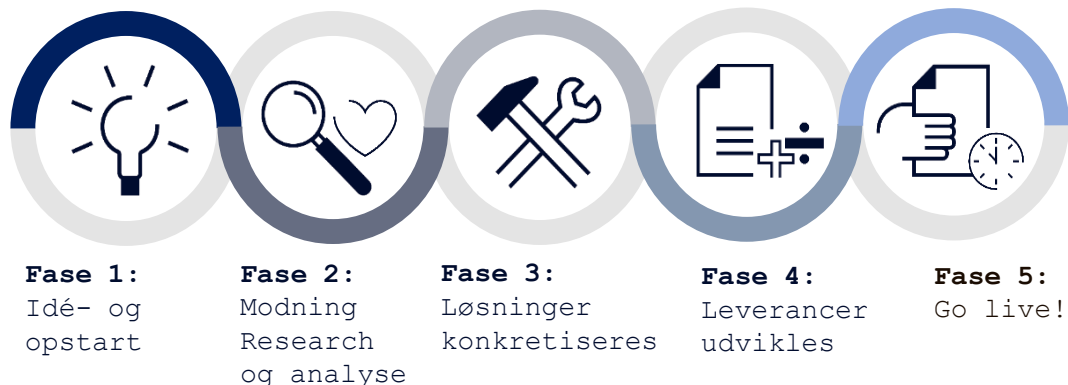 Fase 1:
Idé- og
opstart
Fase 2:
Modning
Research
og analyse
Fase 3:
Løsninger
konkretiseres
Fase 4:
Leverancer
udvikles
Fase 5:
Go live!